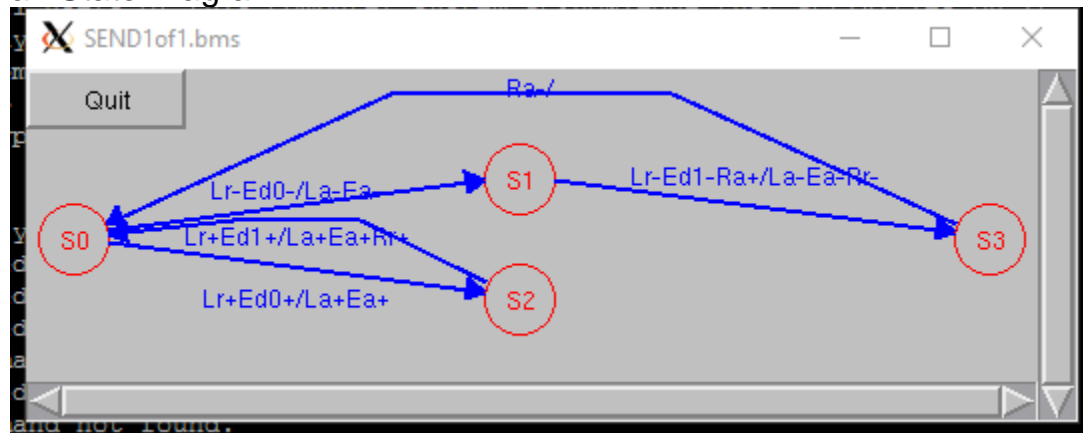 SEND1of1.bms
Quit
Ra-/
Lr-Ed0-/La-Ea-
S1
Lr-Ed1-Ra+/La-Ea-Rr-
S0
Lr+Ed1+/La+Ea+Rr+
S3
Lr+Ed0+/La+Ea+
S2
and not found.